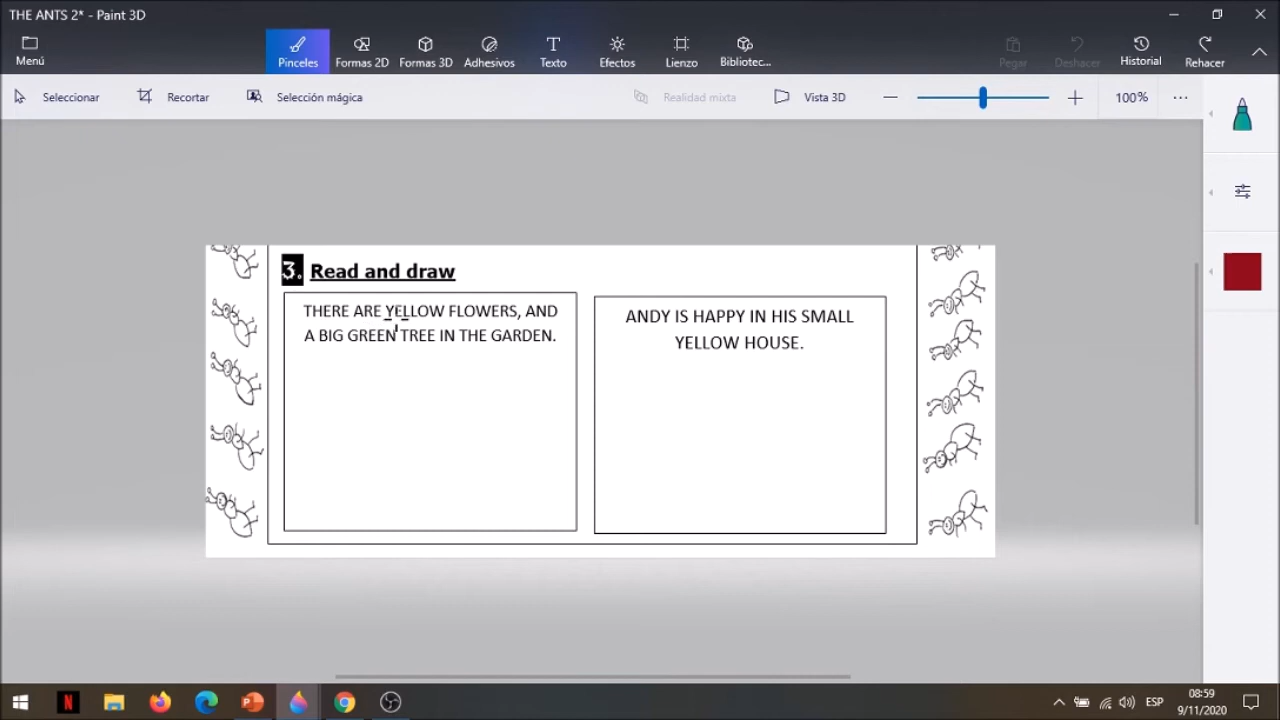 THE ANTS 2* - Paint 3D
Menú
Pinceles
Formas 2D
Formas 3D
Adhesivos
Texto
Efectos
Lienzo
Bibliotec...
Pegar
Deshacer
Historial
Rehacer
Seleccionar
Recortar
Selección mágica
Realidad mixta
Vista 3D
100%
3. Read and draw
THERE ARE YELLOW FLOWERS, AND
A BIG GREEN TREE IN THE GARDEN.
ANDY IS HAPPY IN HIS SMALL
YELLOW HOUSE.
N
P
ESP
08:59
9/11/2020